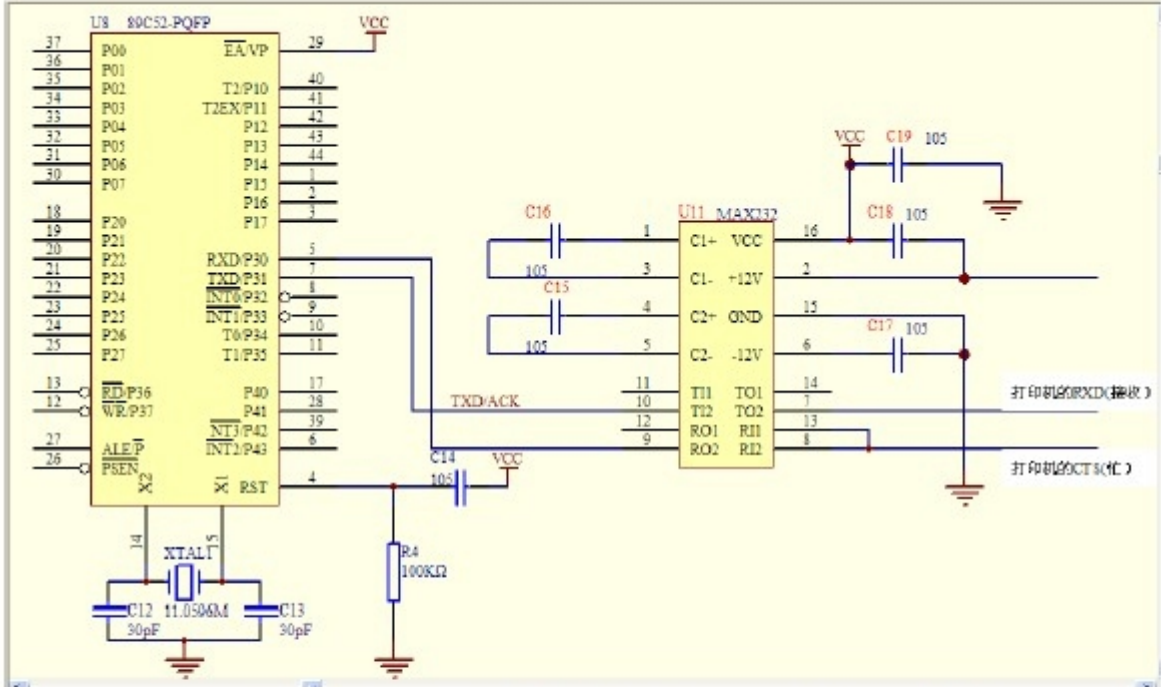 U8 89C52-PQFP
37 P00
36 P01
35 P02
34 P03
33 P04
32 P05
31 P06
30 P07
18 P20
19 P21
20 P22
21 P23
22 P24
23 P25
24 P26
25 P27
13 RD/P36
12 WR/P37
27 ALE/P
26 PSEN
EA/VP 29 VCC
T2/P10 40
T2EX/P11 41
P12 42
P13 43
P14 44
P15 1
P16 2
P17 3
RXD/P30 5
TXD/P31 7
INT0/P32 8
INT1/P33 9
T0/P34 10
T1/P35 11
P40 17
P41 28
NT3/P42 39
INT2/P43 6
RST 4
X2 X1
14 15
XTAL1
11.0596M
C12
30pF
C13
30pF
R4
100KΩ
C14
105
VCC
TXD/ACK
C16
105
C15
105
U11 MAX232
1 C1+ VCC 16
3 C1- +12V 2
4 C2+ GND 15
5 C2- -12V 6
11 TI1 TO1 14
10 TI2 TO2 7
12 RO1 RI1 13
9 RO2 RI2 8
VCC
C19 105
C18 105
C17 105
打印机的RXD(接收)
打印机的CTS(忙)